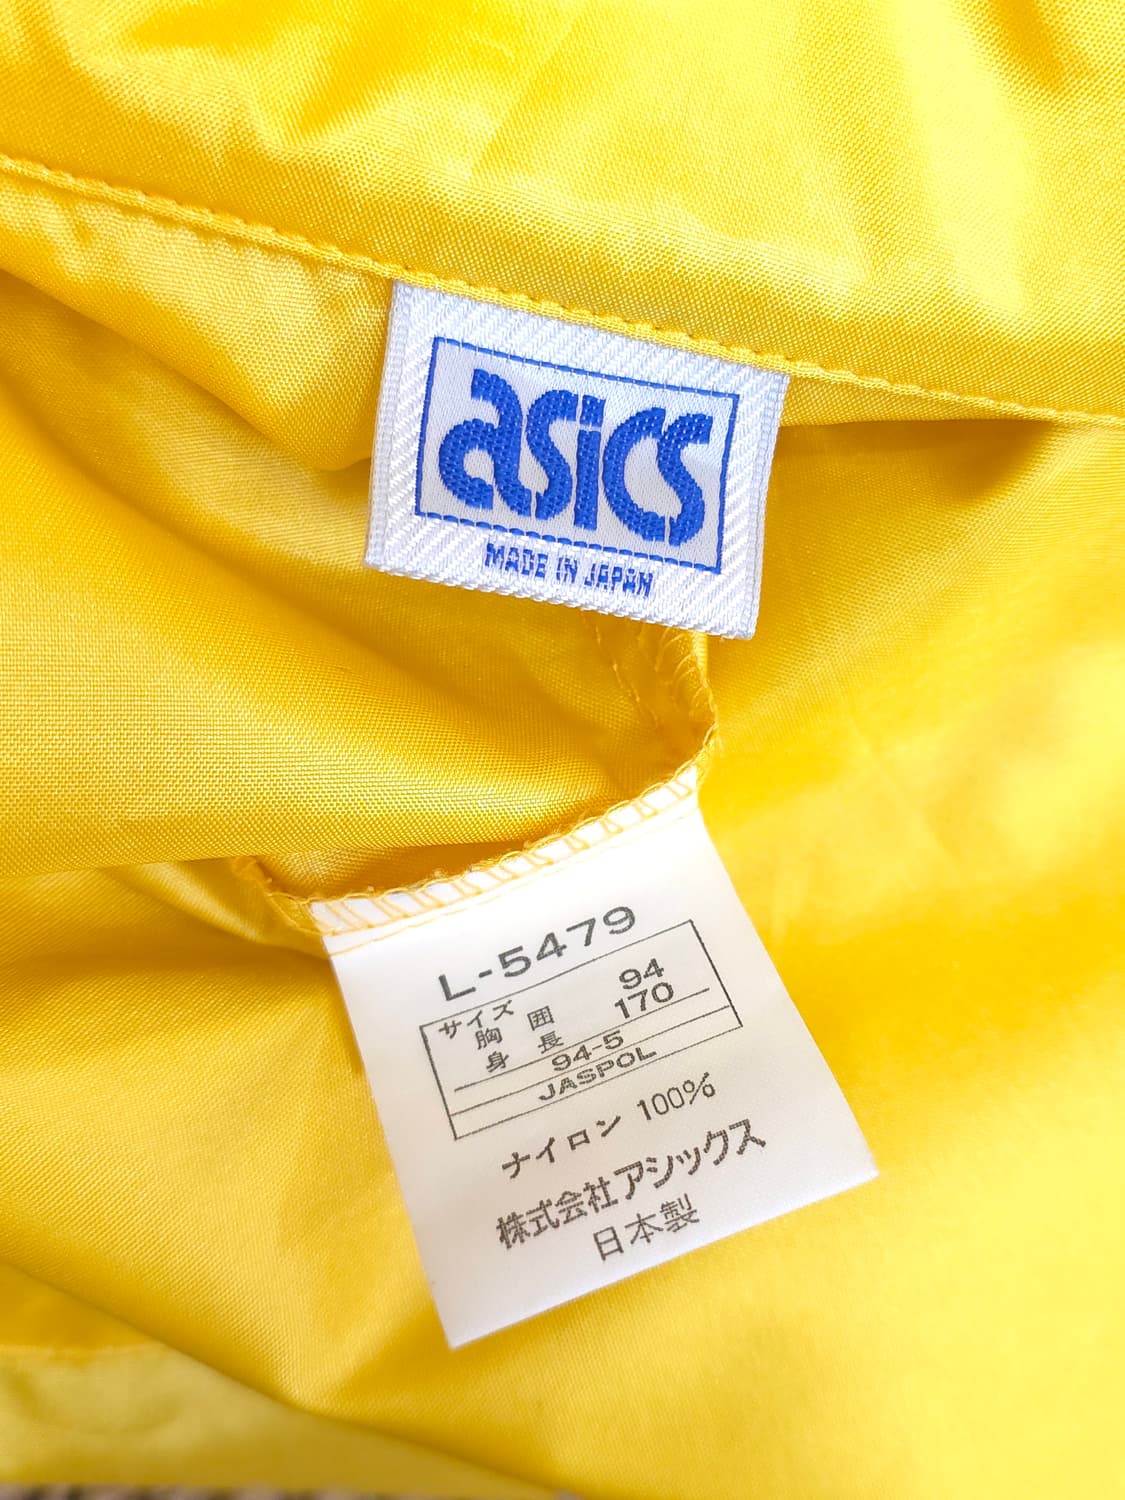 asics
MADE IN JAPAN
L-5479
サイズ
胸 囲 94
身 長 170
94-5
JASPOL
ナイロン 100%
株式会社アシックス
日本製